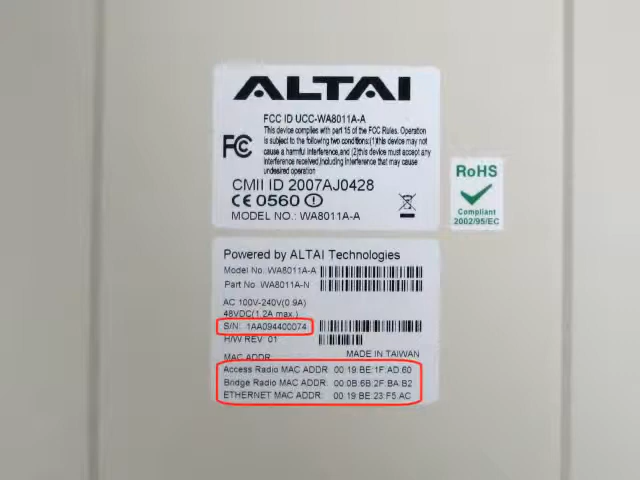 ALTAI
FCC ID UCC-WA8011A-A
This device complies with part 15 of the FCC Rules. Operation
is subject to the following two conditions:(1)this device may not
cause a harmful interference,and (2)this device must accept any
interference received,including interference that may cause
undesired operation
FC
CMII ID 2007AJ0428
CE 0560
MODEL NO.: WA8011A-A
RoHS
Compliant
2002/95/EC
Powered by ALTAI Technologies
Model No. WA8011A-A
Part No. WA8011A-N
AC 100V-240V(0.9A)
48VDC(1.2A max.)
S/N: 1AA094400074
H/W REV: 01
MAC ADDR. MADE IN TAIWAN
Access Radio MAC ADDR: 00 19 BE 1F AD 60
Bridge Radio MAC ADDR: 00 0B 6B 2F BA B2
ETHERNET MAC ADDR: 00 19 BE 23 F5 AC